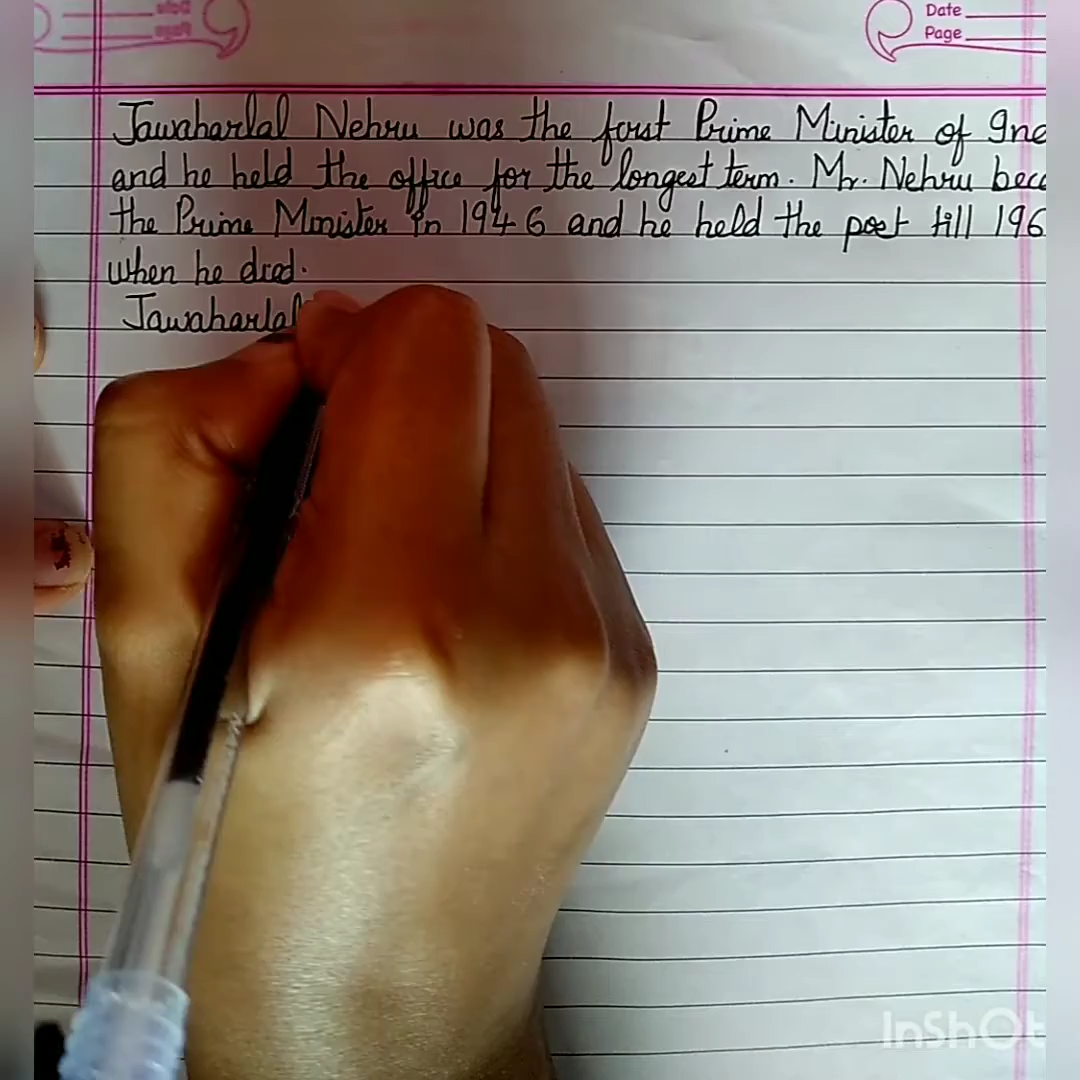 Date
Page
Jawaharlal Nehru was the first Prime Minister of Ind
and he held the office for the longest term. Mr. Nehru bec
the Prime Minister in 1946 and he held the post till 196
when he died.
Jawaharlal
InShOt